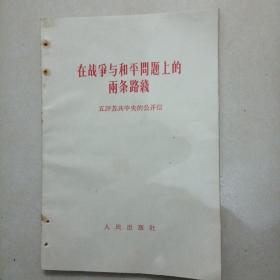 在战爭与和平問題上的
兩条路綫
五評苏共中央的公开信
人民出版社